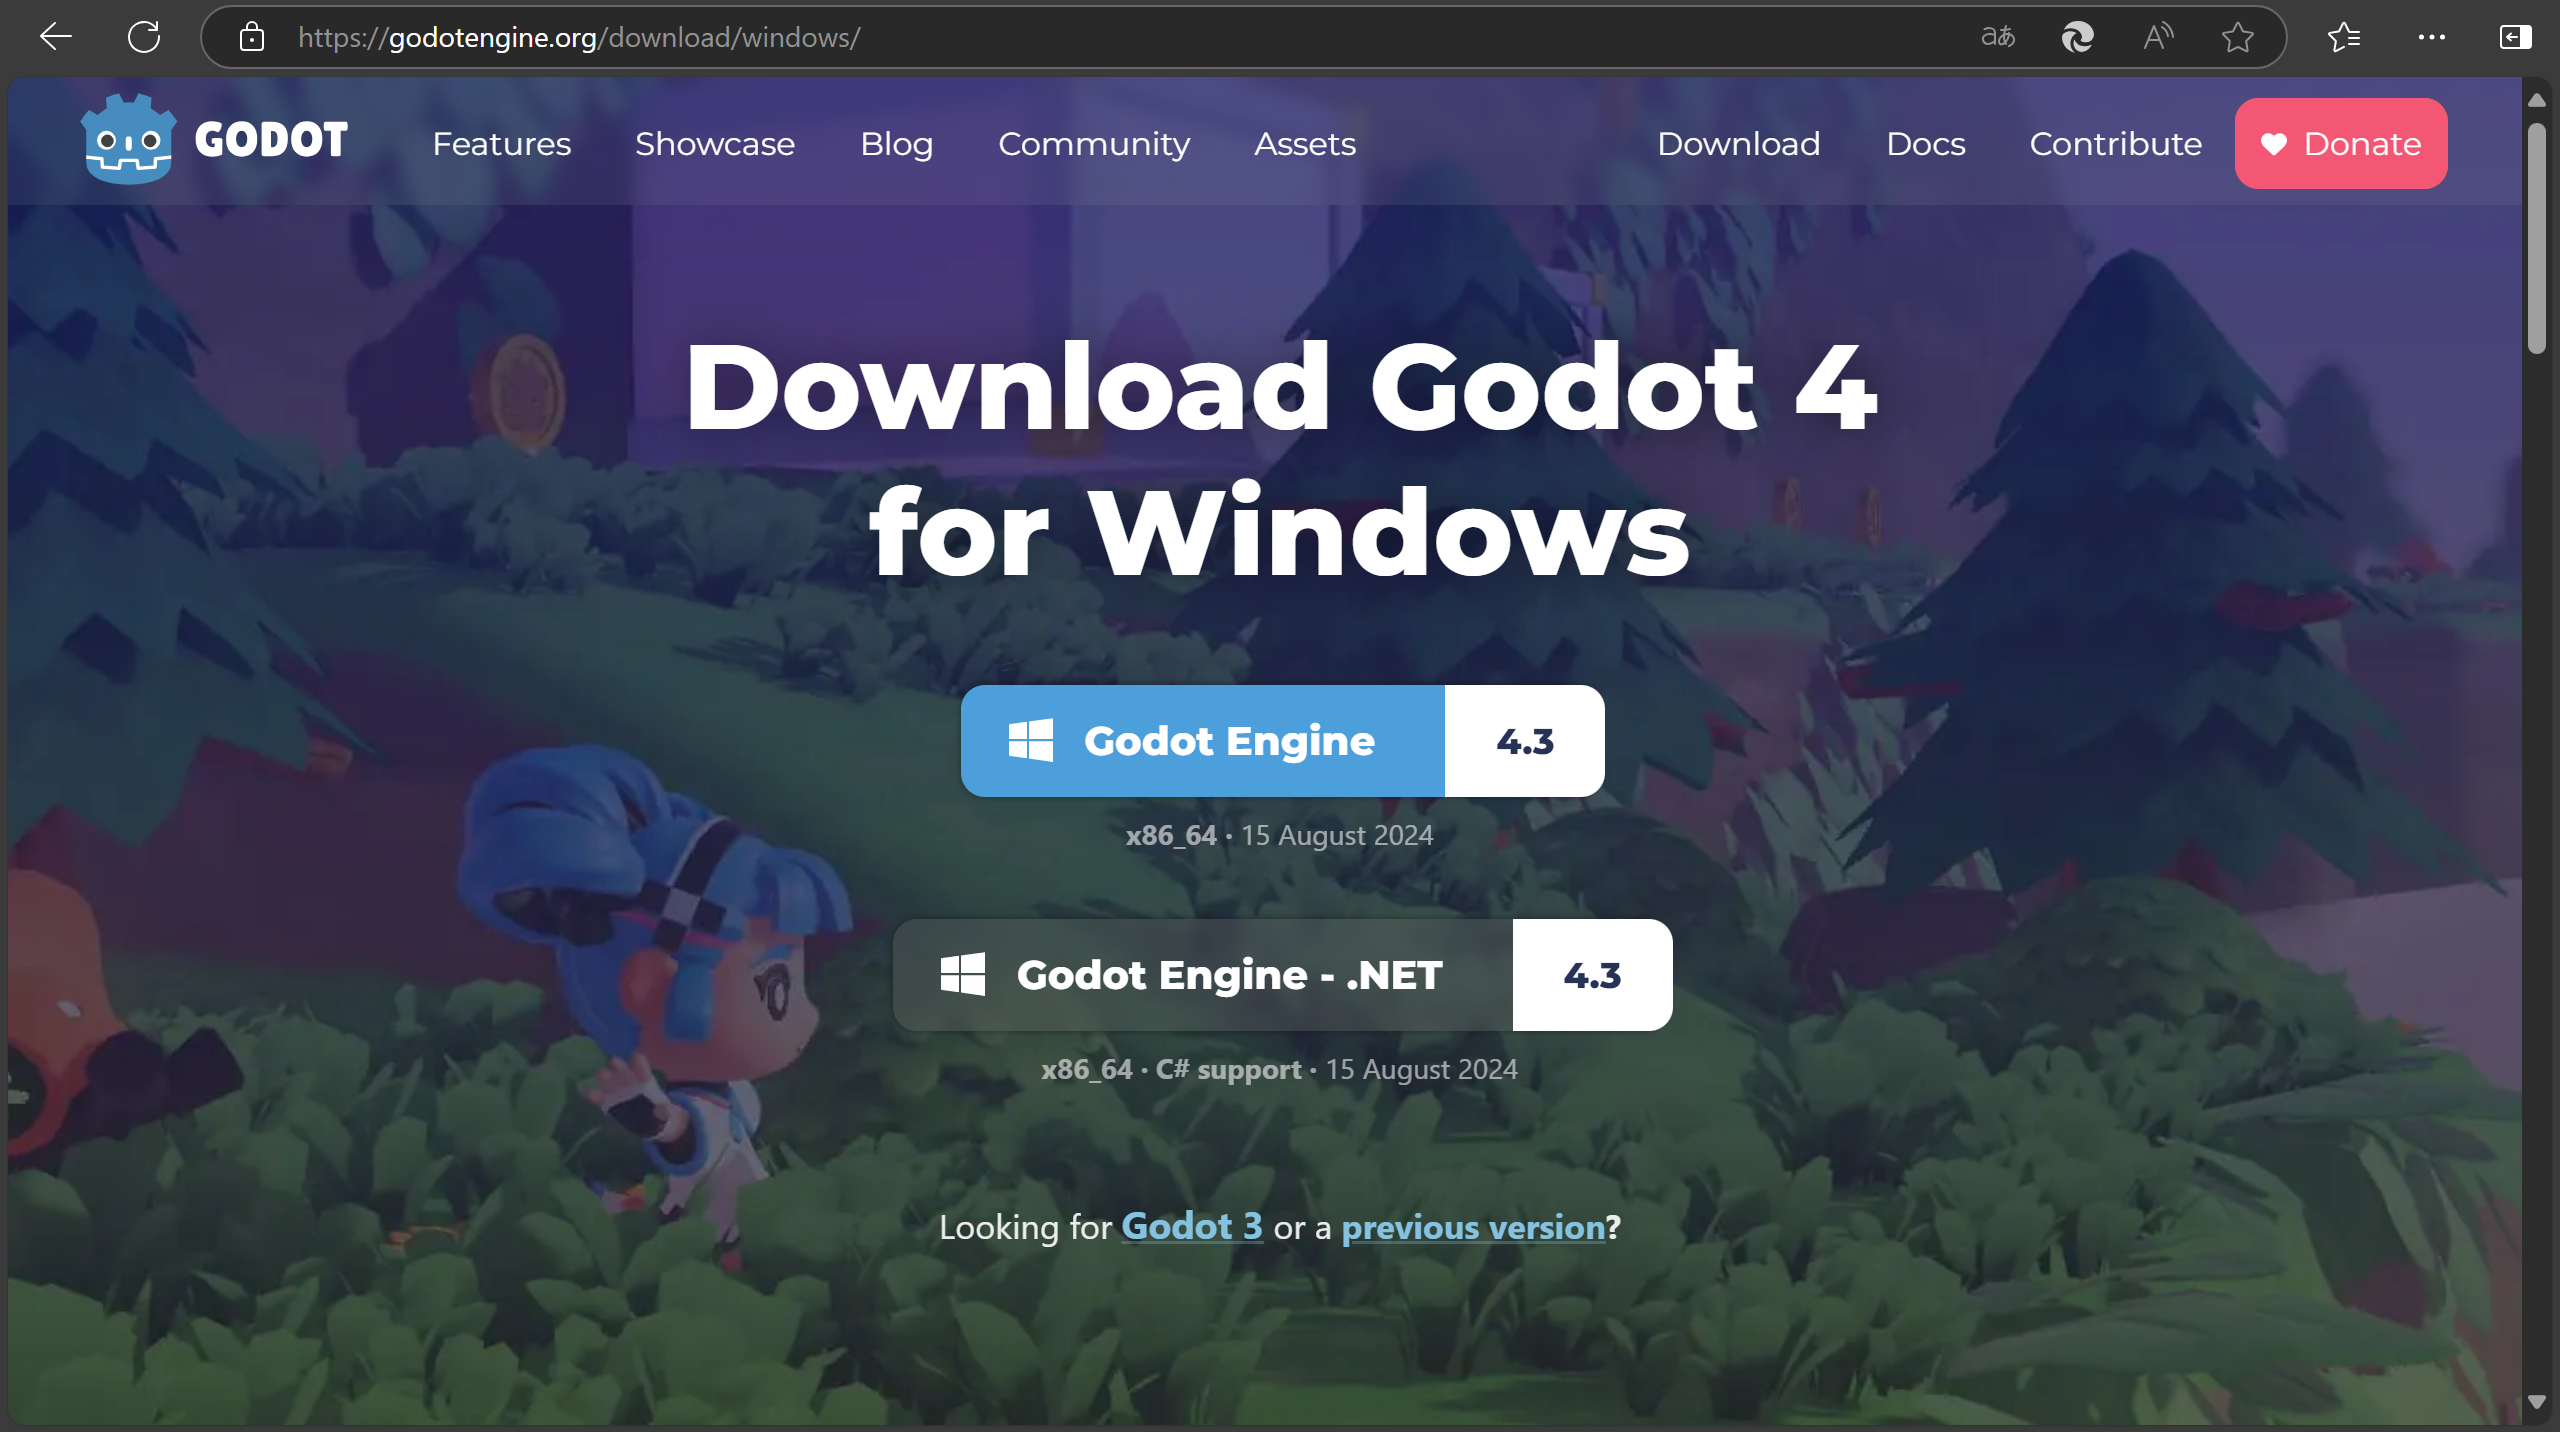 https://godotengine.org/download/windows/
aあ
A
GODOT
Features
Showcase
Blog
Community
Assets
Download
Docs
Contribute
Donate
Download Godot 4
for Windows
Godot Engine
4.3
x86_64 • 15 August 2024
Godot Engine - .NET
4.3
x86_64 • C# support • 15 August 2024
Looking for Godot 3 or a previous version?